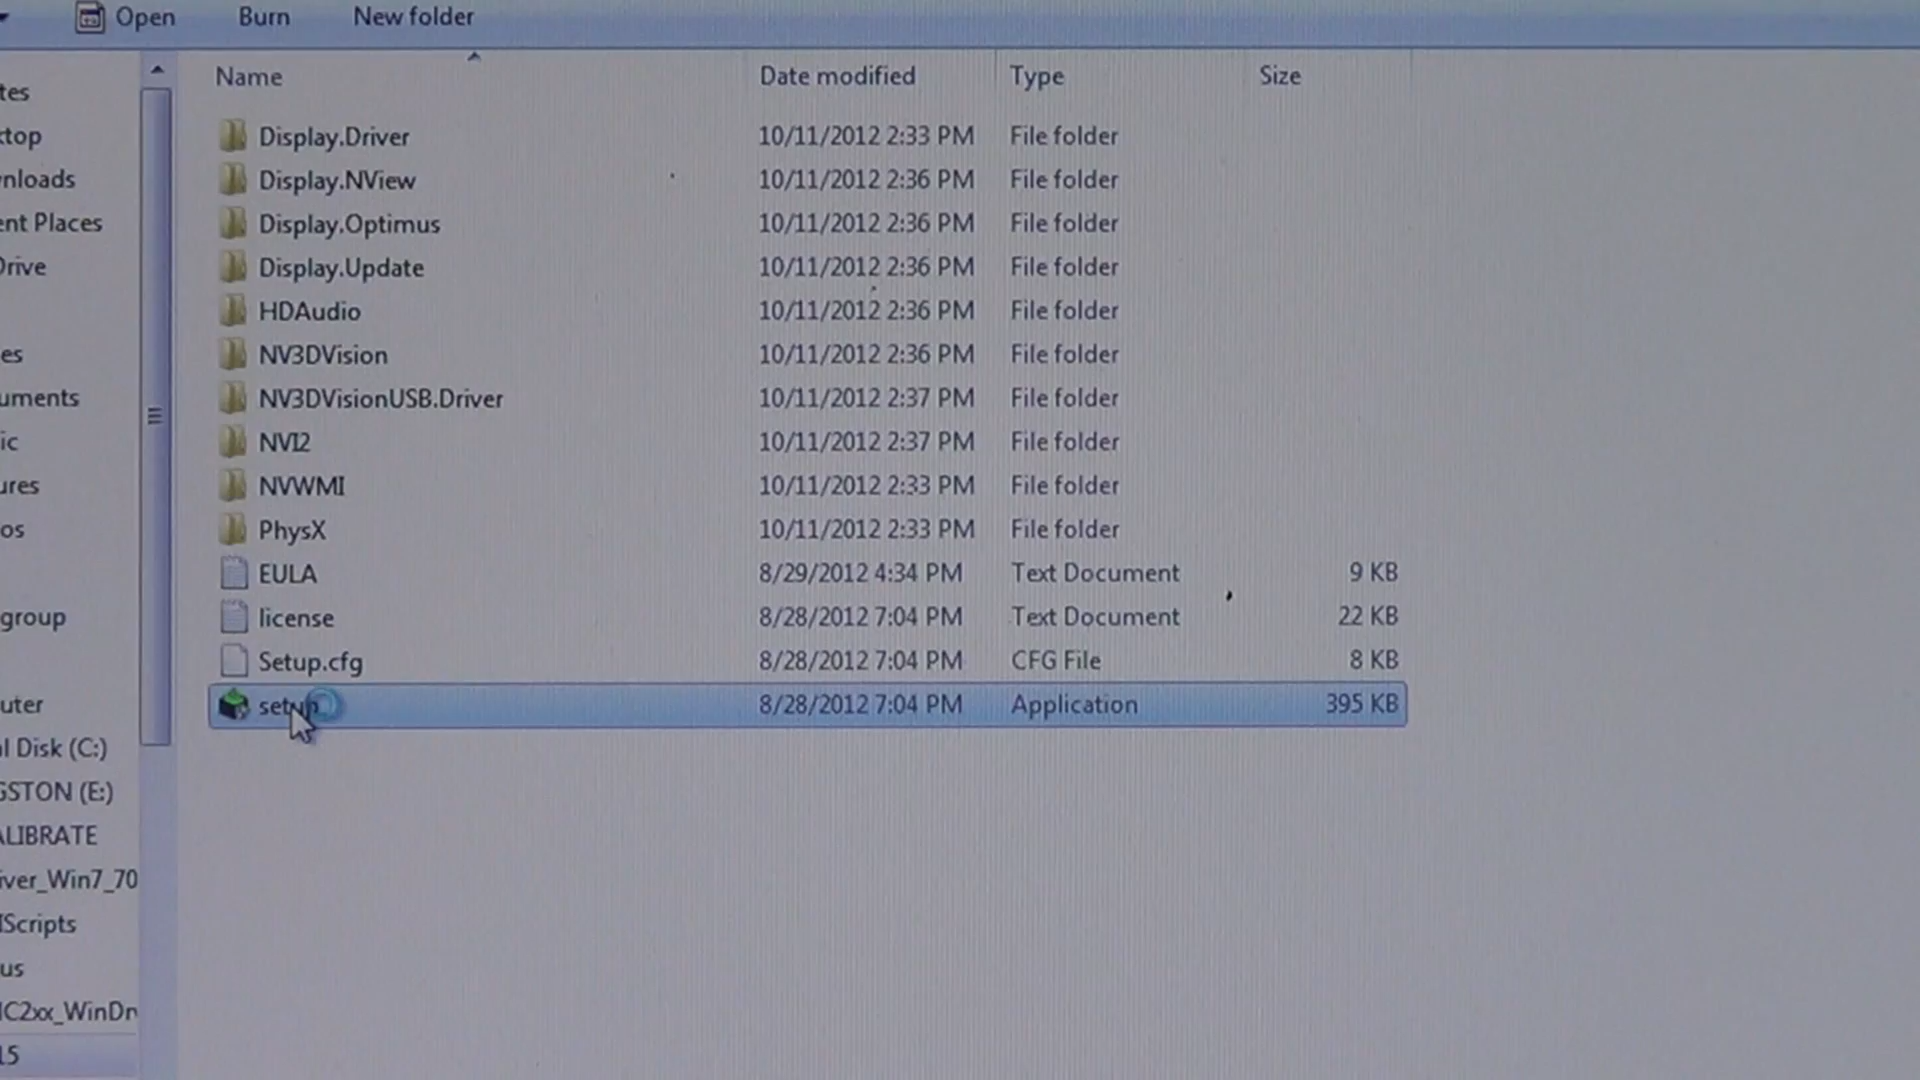 Open Burn New folder
Name Date modified Type Size
Display.Driver 10/11/2012 2:33 PM File folder
Display.NView 10/11/2012 2:36 PM File folder
Display.Optimus 10/11/2012 2:36 PM File folder
Display.Update 10/11/2012 2:36 PM File folder
HDAudio 10/11/2012 2:36 PM File folder
NV3DVision 10/11/2012 2:36 PM File folder
NV3DVisionUSB.Driver 10/11/2012 2:37 PM File folder
NVI2 10/11/2012 2:37 PM File folder
NVWMI 10/11/2012 2:33 PM File folder
PhysX 10/11/2012 2:33 PM File folder
EULA 8/29/2012 4:34 PM Text Document 9 KB
license 8/28/2012 7:04 PM Text Document 22 KB
Setup.cfg 8/28/2012 7:04 PM CFG File 8 KB
setup 8/28/2012 7:04 PM Application 395 KB
tes
ktop
nloads
ent Places
Drive
es
uments
ic
ures
os
group
uter
l Disk (C:)
GSTON (E:)
ALIBRATE
iver_Win7_70
lScripts
us
IC2xx_WinDr
15